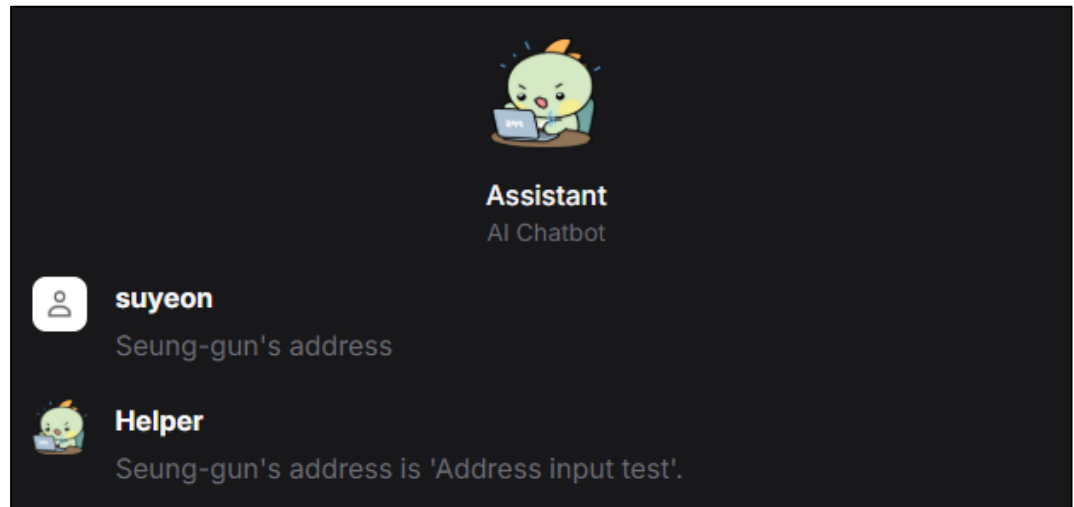 Assistant
AI Chatbot
suyeon
Seung-gun's address
Helper
Seung-gun's address is 'Address input test'.